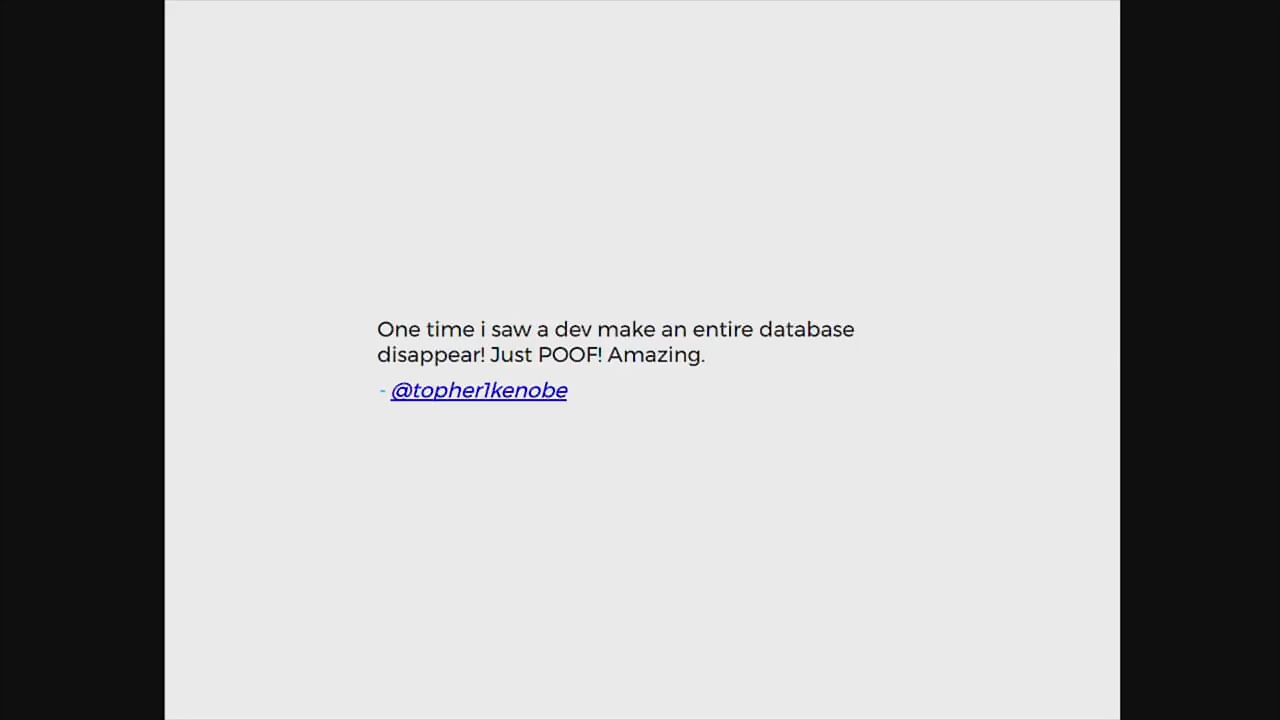 One time i saw a dev make an entire database
disappear! Just POOF! Amazing.
- @topher1kenobe